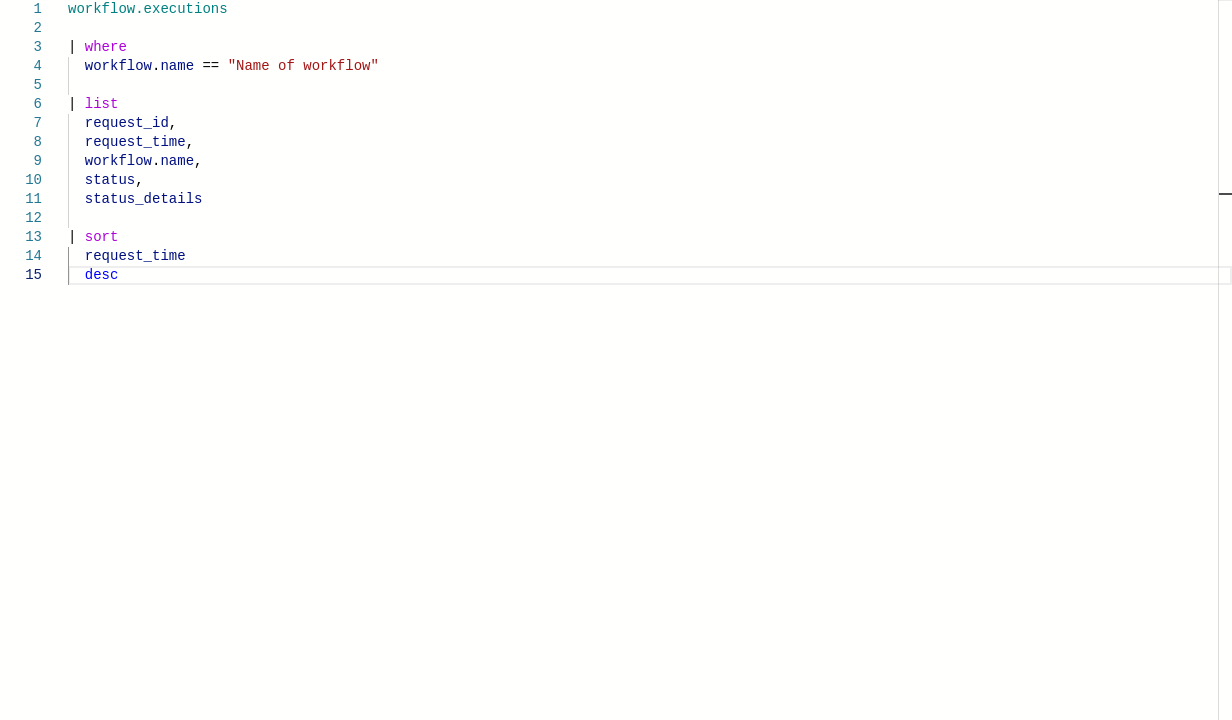 1 workflow.executions
2
3 | where
4 workflow.name == "Name of workflow"
5
6 | list
7 request_id,
8 request_time,
9 workflow.name,
10 status,
11 status_details
12
13 | sort
14 request_time
15 desc